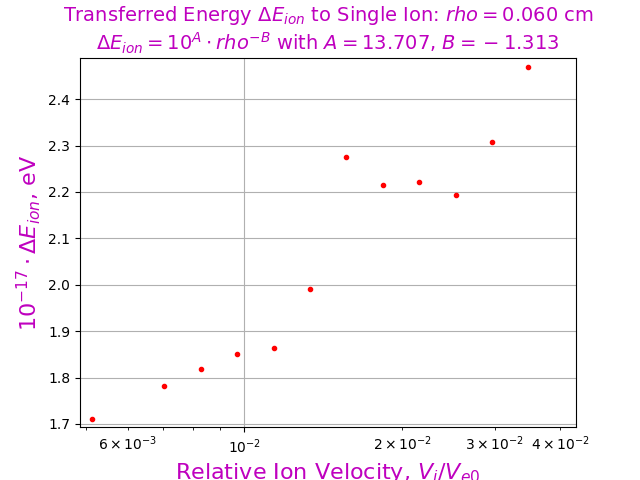 Transferred Energy ΔE_ion to Single Ion: rho = 0.060 cm
ΔE_ion = 10^A · rho^−B with A = 13.707, B = −1.313
10^−17 · ΔE_ion, eV
2.4
2.3
2.2
2.1
2.0
1.9
1.8
1.7
6 × 10^−3
10^−2
2 × 10^−2
3 × 10^−2
4 × 10^−2
Relative Ion Velocity, V_i/V_e0